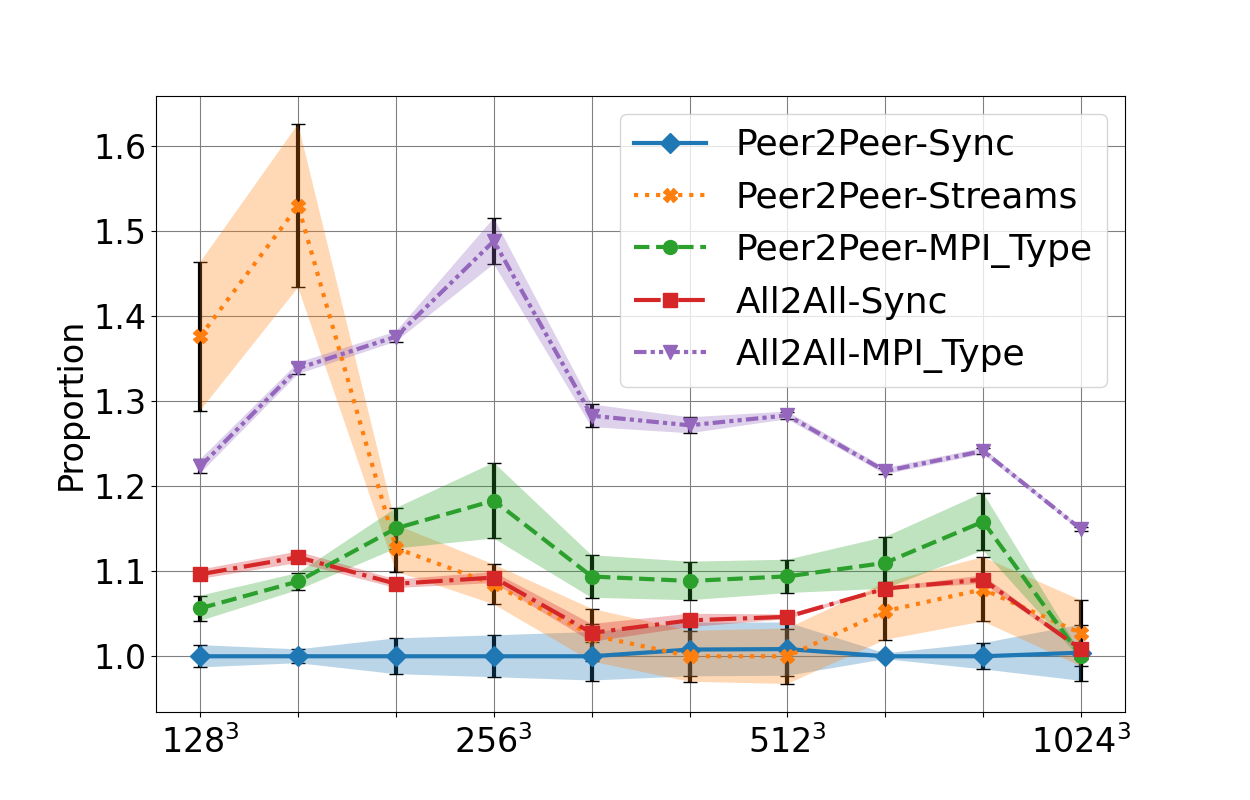 Proportion
1.6
1.5
1.4
1.3
1.2
1.1
1.0
128³
256³
512³
1024³
Peer2Peer-Sync
Peer2Peer-Streams
Peer2Peer-MPI_Type
All2All-Sync
All2All-MPI_Type